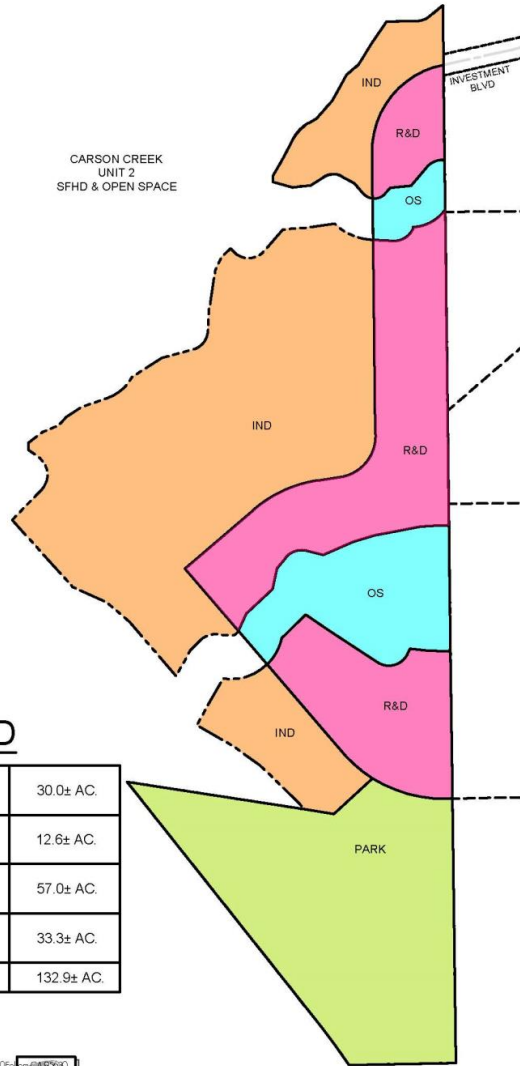 IND
INVESTMENT
BLVD
R&D
CARSON CREEK
UNIT 2
SFHD & OPEN SPACE
OS
IND
R&D
OS
R&D
IND
D
30.0± AC.
12.6± AC.
PARK
57.0± AC.
33.3± AC.
132.9± AC.